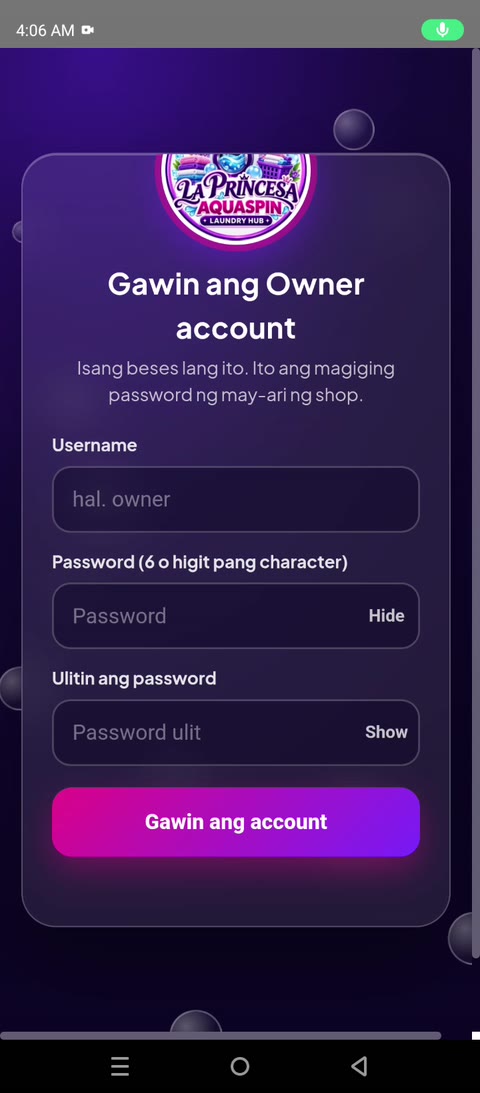 4:06 AM
LA PRINCESA
AQUASPIN
LAUNDRY HUB
Gawin ang Owner
account
Isang beses lang ito. Ito ang magiging
password ng may-ari ng shop.
Username
hal. owner
Password (6 o higit pang character)
Password
Hide
Ulitin ang password
Password ulit
Show
Gawin ang account